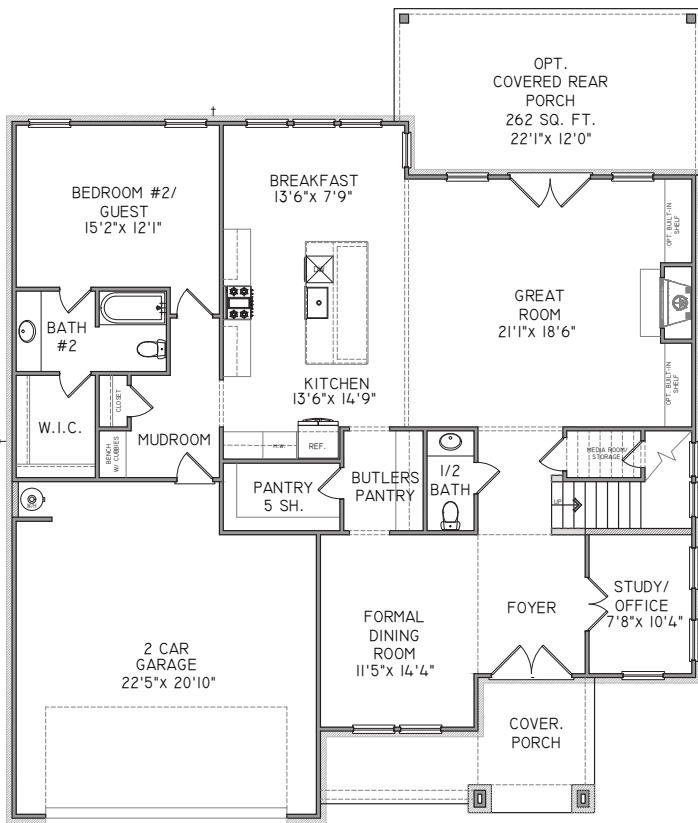 OPT.
COVERED REAR
PORCH
262 SQ. FT.
22'1"x 12'0"
BEDROOM #2/
GUEST
15'2"x 12'1"
BREAKFAST
13'6"x 7'9"
OPT. BUILT-IN
SHELF
DW
GREAT
ROOM
21'1"x 18'6"
BATH
#2
OPT. BUILT-IN
SHELF
KITCHEN
13'6"x 14'9"
W.I.C.
CLOSET
MUDROOM
BENCH
W/ CUBBIES
REF.
PANTRY
5 SH.
BUTLERS
PANTRY
1/2
BATH
MEDIA ROOM/
STORAGE
UP
FORMAL
DINING
ROOM
11'5"x 14'4"
FOYER
STUDY/
OFFICE
7'8"x 10'4"
2 CAR
GARAGE
22'5"x 20'10"
COVER.
PORCH